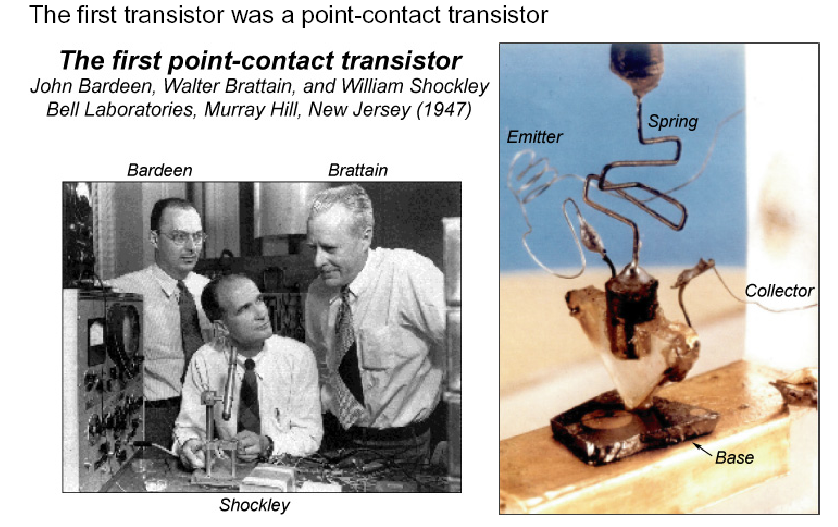 The first transistor was a point-contact transistor
The first point-contact transistor
John Bardeen, Walter Brattain, and William Shockley
Bell Laboratories, Murray Hill, New Jersey (1947)
Bardeen
Brattain
Shockley
Emitter
Spring
Collector
Base